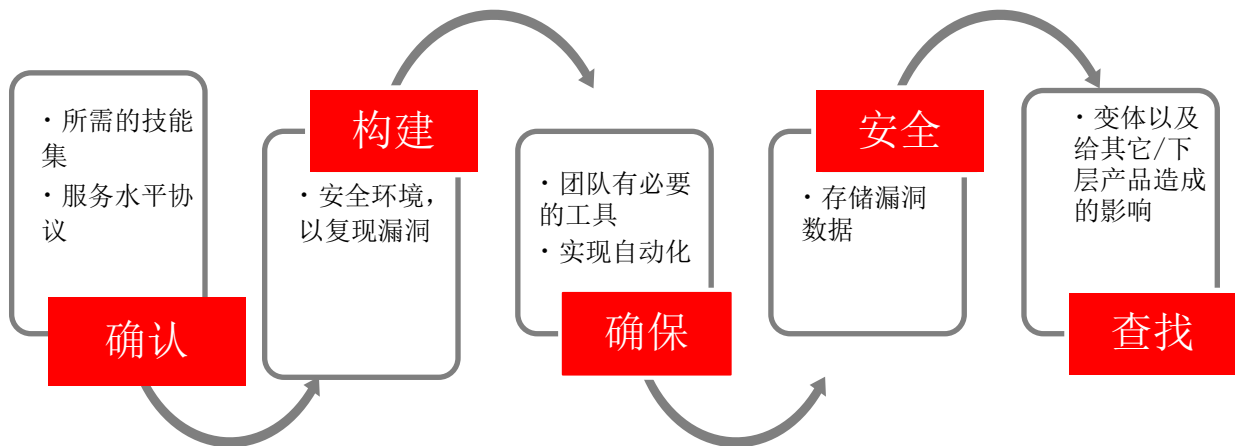 · 所需的技能
集
· 服务水平协
议
确认
构建
· 安全环境，
以复现漏洞
· 团队有必要
的工具
· 实现自动化
确保
安全
· 存储漏洞
数据
· 变体以及
给其它/下
层产品造成
的影响
查找